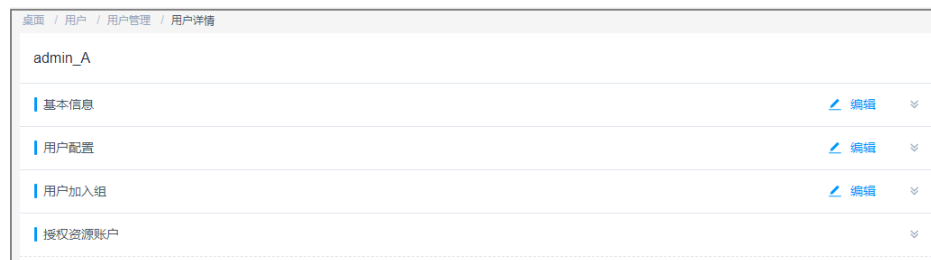 桌面 / 用户 / 用户管理 / 用户详情
admin_A
基本信息 编辑
用户配置 编辑
用户加入组 编辑
授权资源账户